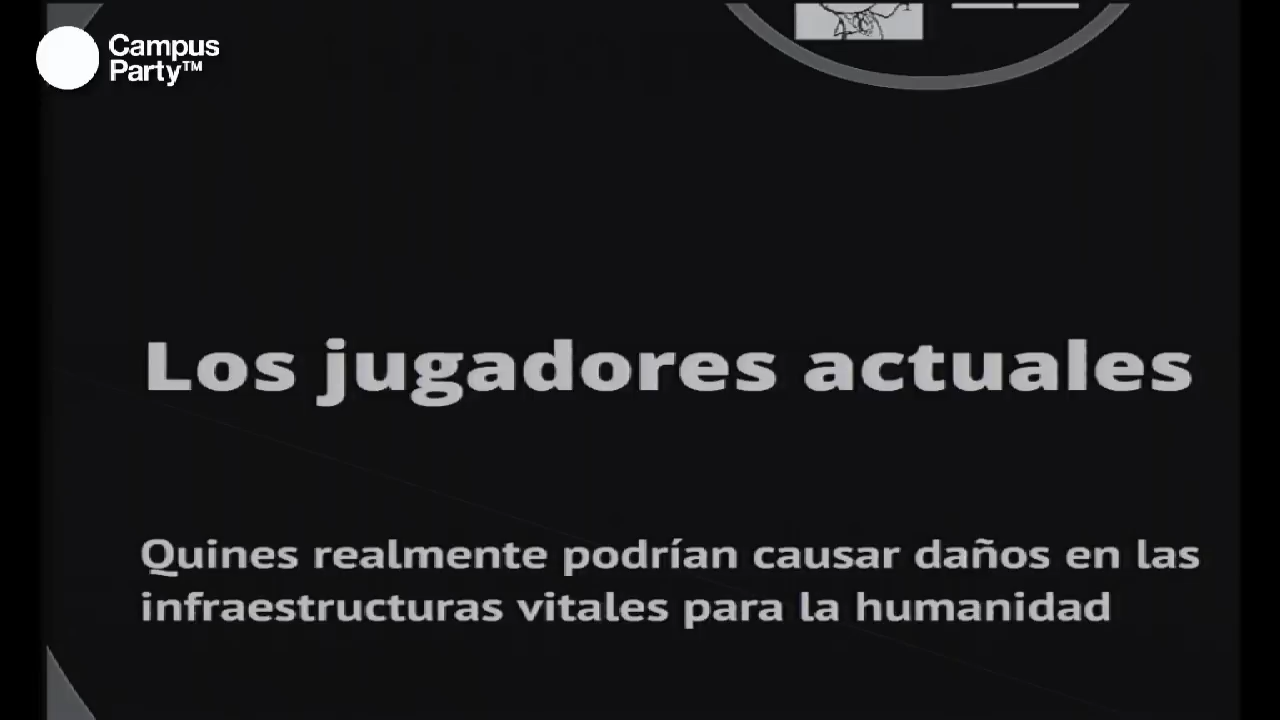 Campus
Party™
Los jugadores actuales
Quines realmente podrían causar daños en las
infraestructuras vitales para la humanidad